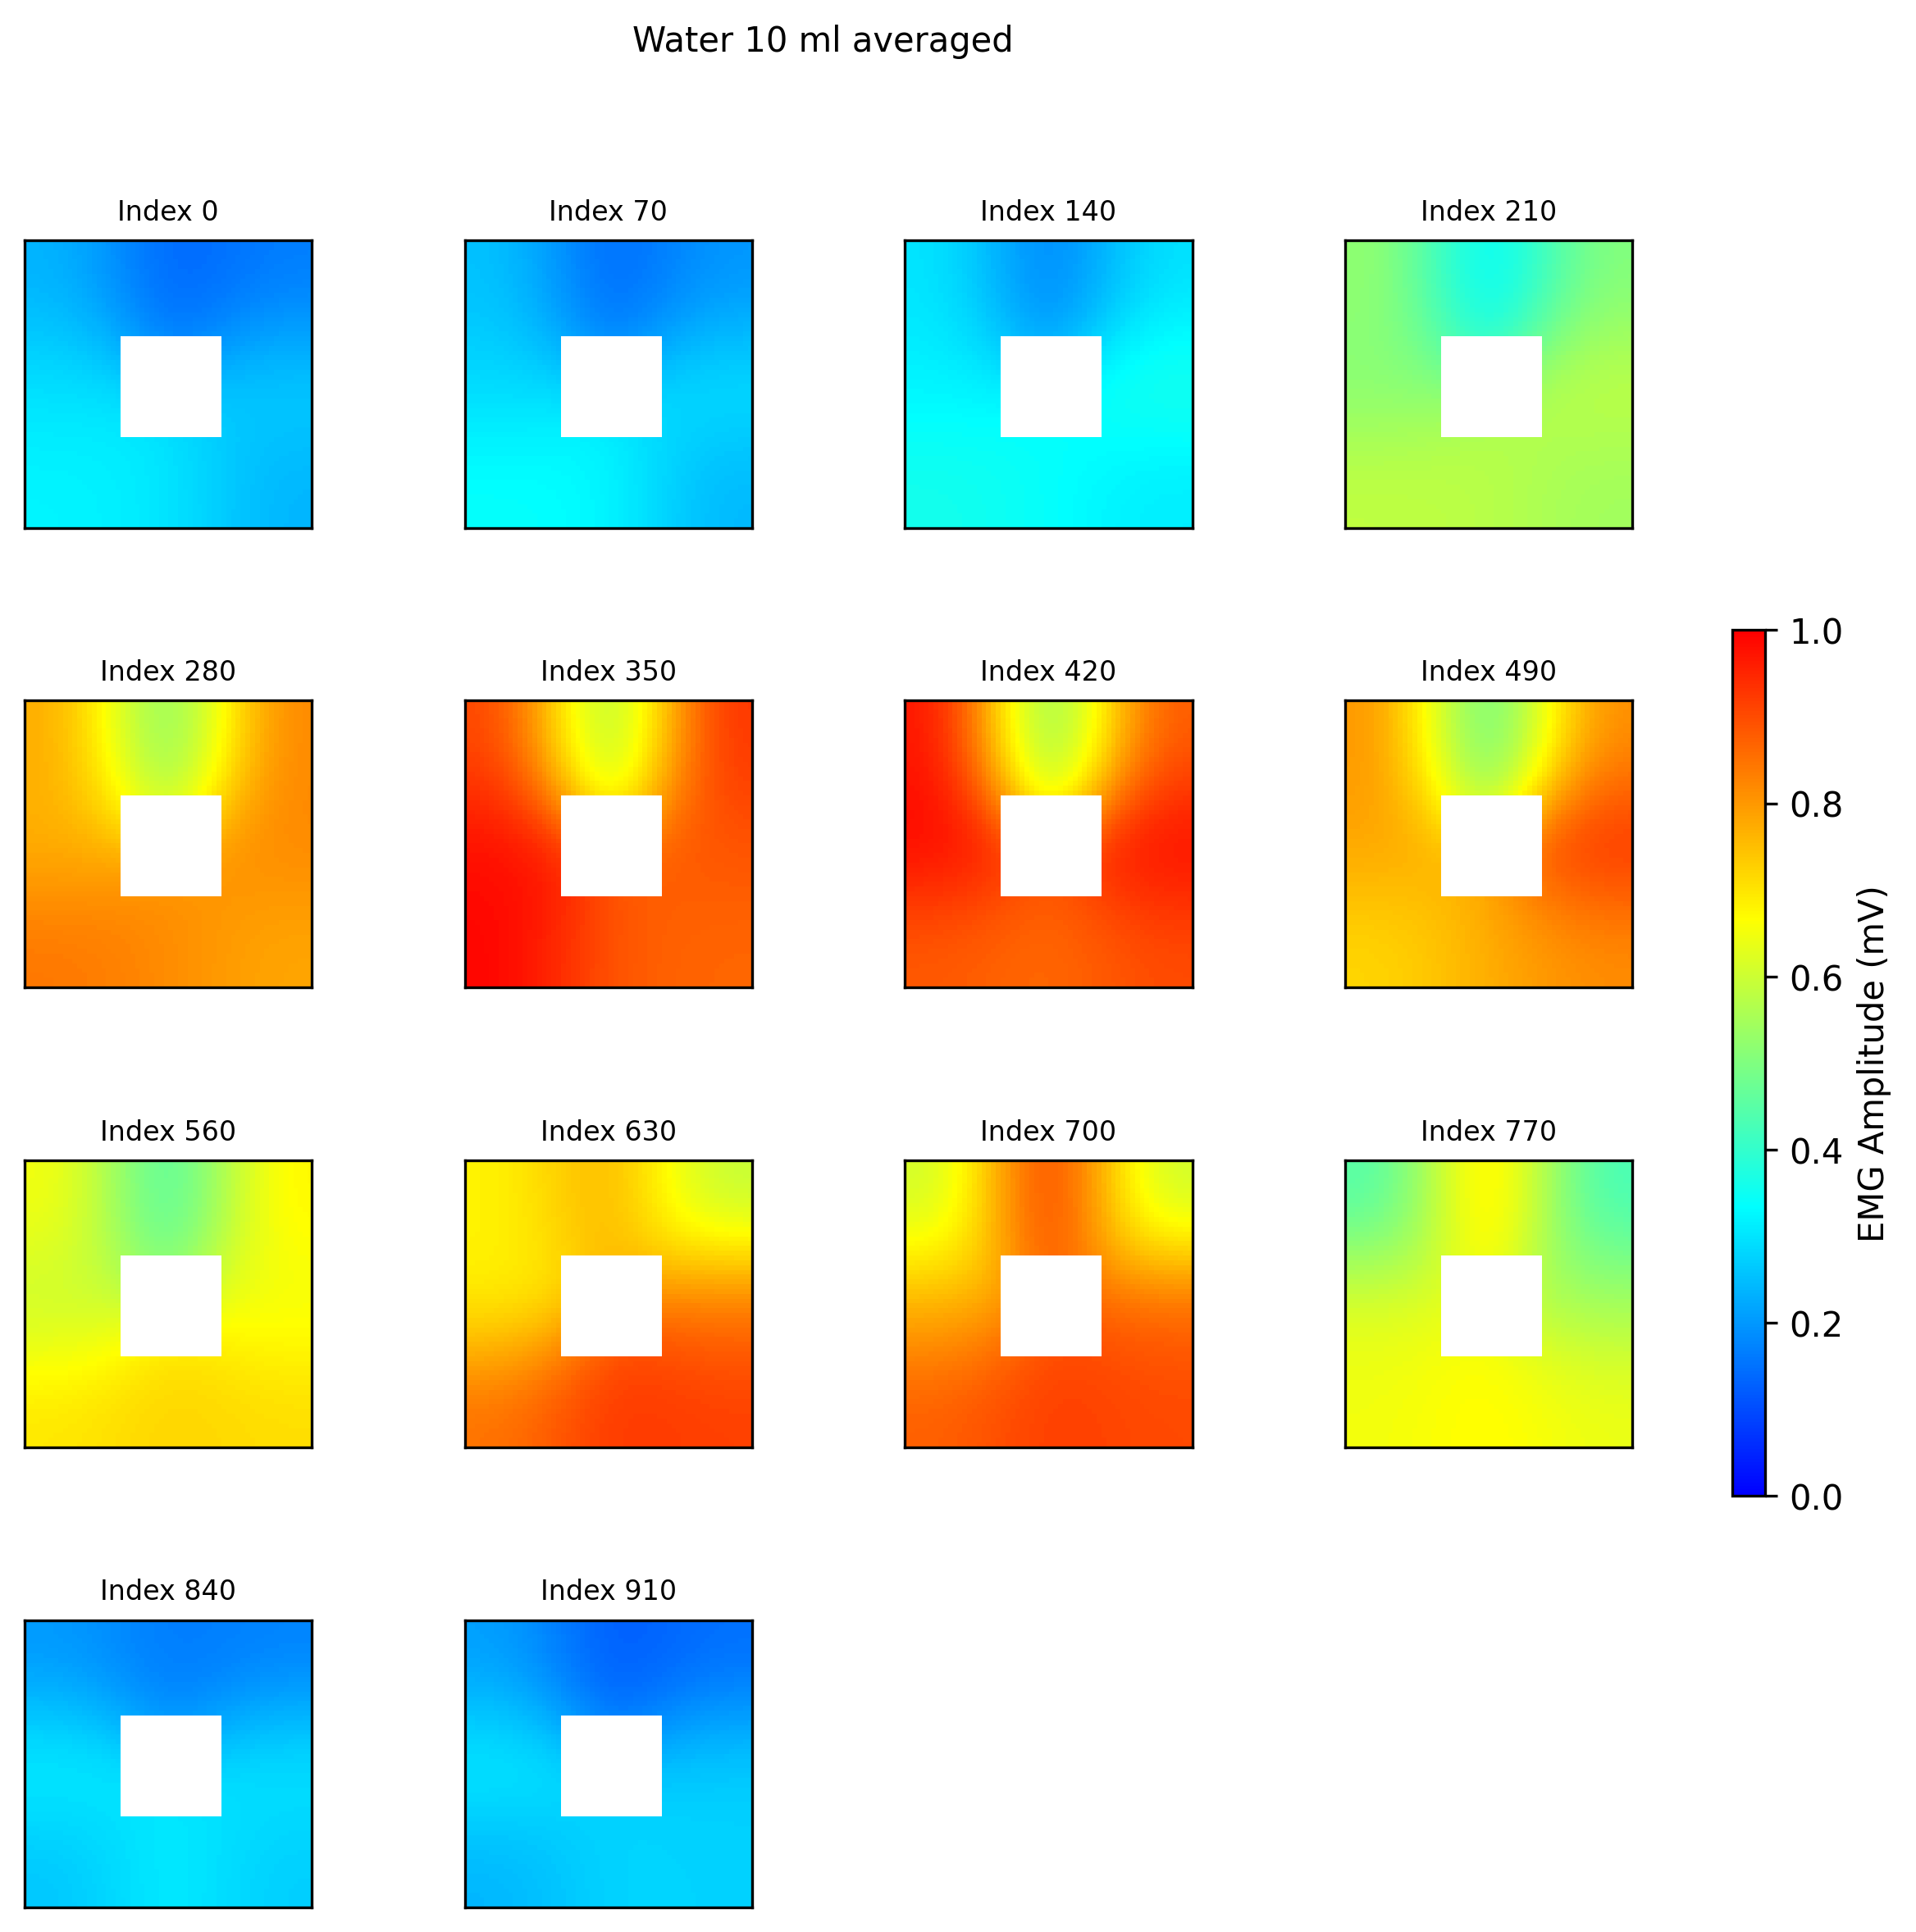 Water 10 ml averaged
Index 0
Index 70
Index 140
Index 210
Index 280
Index 350
Index 420
Index 490
Index 560
Index 630
Index 700
Index 770
Index 840
Index 910
1.0
0.8
0.6
0.4
0.2
0.0
EMG Amplitude (mV)